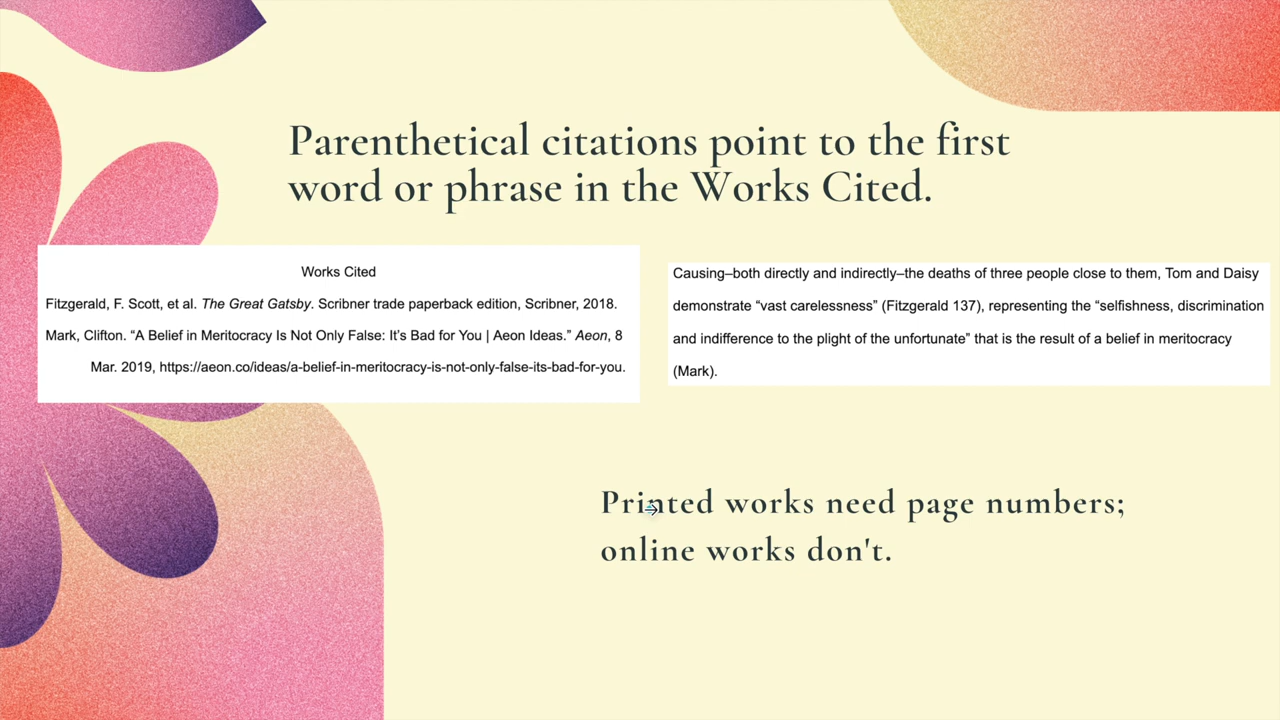 Parenthetical citations point to the first
word or phrase in the Works Cited.
Works Cited
Fitzgerald, F. Scott, et al. The Great Gatsby. Scribner trade paperback edition, Scribner, 2018.
Mark, Clifton. “A Belief in Meritocracy Is Not Only False: It’s Bad for You | Aeon Ideas.” Aeon, 8
Mar. 2019, https://aeon.co/ideas/a-belief-in-meritocracy-is-not-only-false-its-bad-for-you.
Causing–both directly and indirectly–the deaths of three people close to them, Tom and Daisy
demonstrate “vast carelessness” (Fitzgerald 137), representing the “selfishness, discrimination
and indifference to the plight of the unfortunate” that is the result of a belief in meritocracy
(Mark).
Printed works need page numbers;
online works don't.